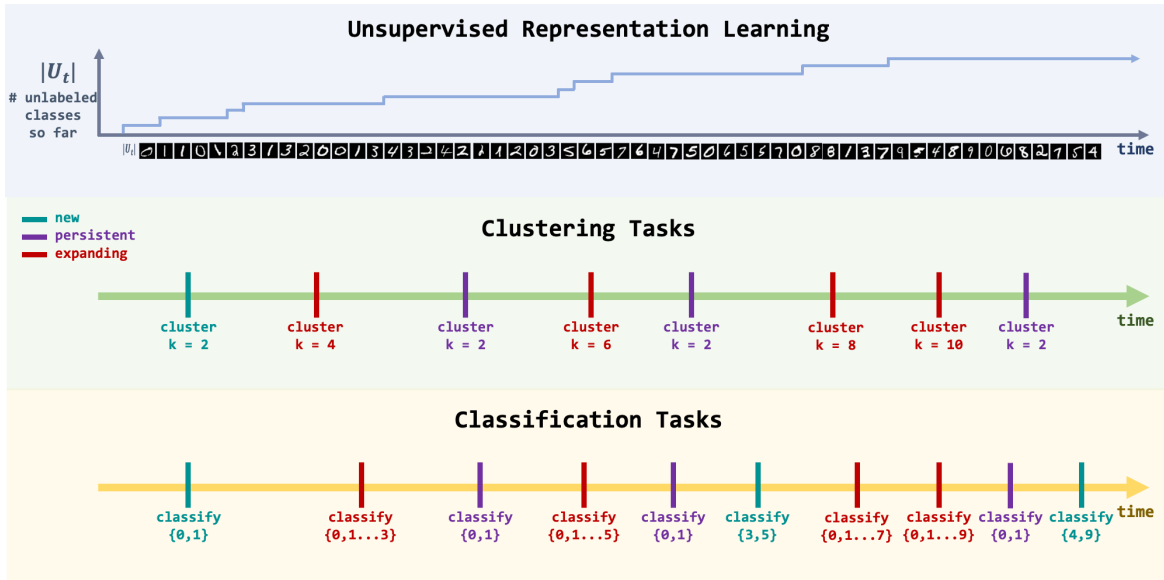 Unsupervised Representation Learning
|Uₜ|
# unlabeled
classes
so far
|Uₜ|
time
new
persistent
expanding
Clustering Tasks
cluster
k = 2
cluster
k = 4
cluster
k = 2
cluster
k = 6
cluster
k = 2
cluster
k = 8
cluster
k = 10
cluster
k = 2
time
Classification Tasks
classify
{0,1}
classify
{0,1...3}
classify
{0,1}
classify
{0,1...5}
classify
{0,1}
classify
{3,5}
classify
{0,1...7}
classify
{0,1...9}
classify
{0,1}
classify
{4,9}
time